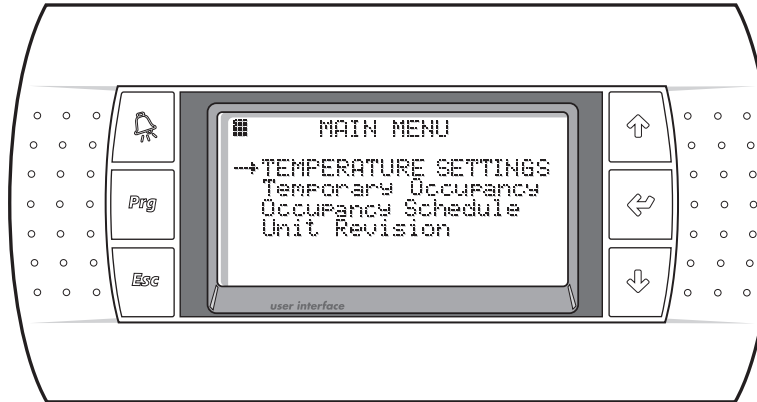 MAIN MENU
TEMPERATURE SETTINGS
Temporary Occupancy
Occupancy Schedule
Unit Revision
Prg
Esc
user interface